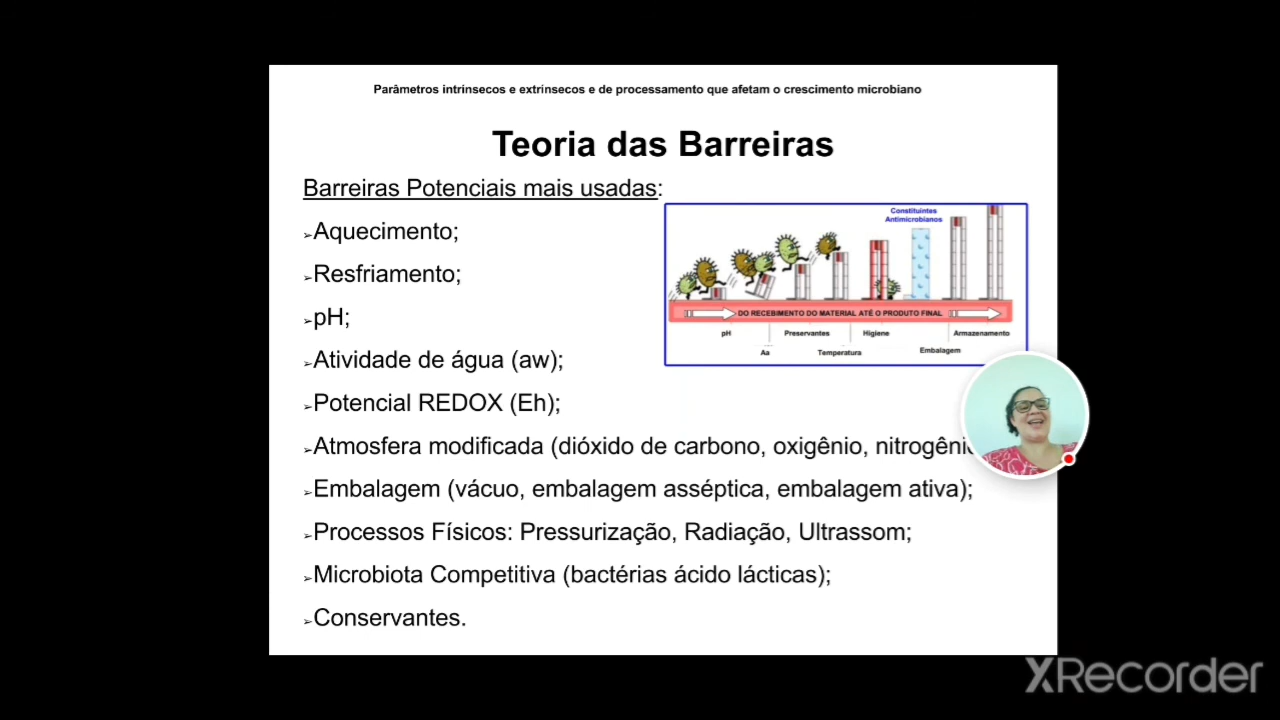 Parâmetros intrínsecos e extrínsecos e de processamento que afetam o crescimento microbiano
Teoria das Barreiras
Barreiras Potenciais mais usadas:
➢Aquecimento;
➢Resfriamento;
➢pH;
➢Atividade de água (aw);
➢Potencial REDOX (Eh);
➢Atmosfera modificada (dióxido de carbono, oxigênio,
➢Embalagem (vácuo, embalagem asséptica, embalagem ativa);
➢Processos Físicos: Pressurização, Radiação, Ultrassom;
➢Microbiota Competitiva (bactérias ácido lácticas);
➢Conservantes.
Constituintes
Antimicrobianos
DO RECEBIMENTO DO MATERIAL ATÉ O PRODUTO FINAL
pH Preservantes Higiene Armazenamento
Aa Temperatura Embalagem
XRecorder